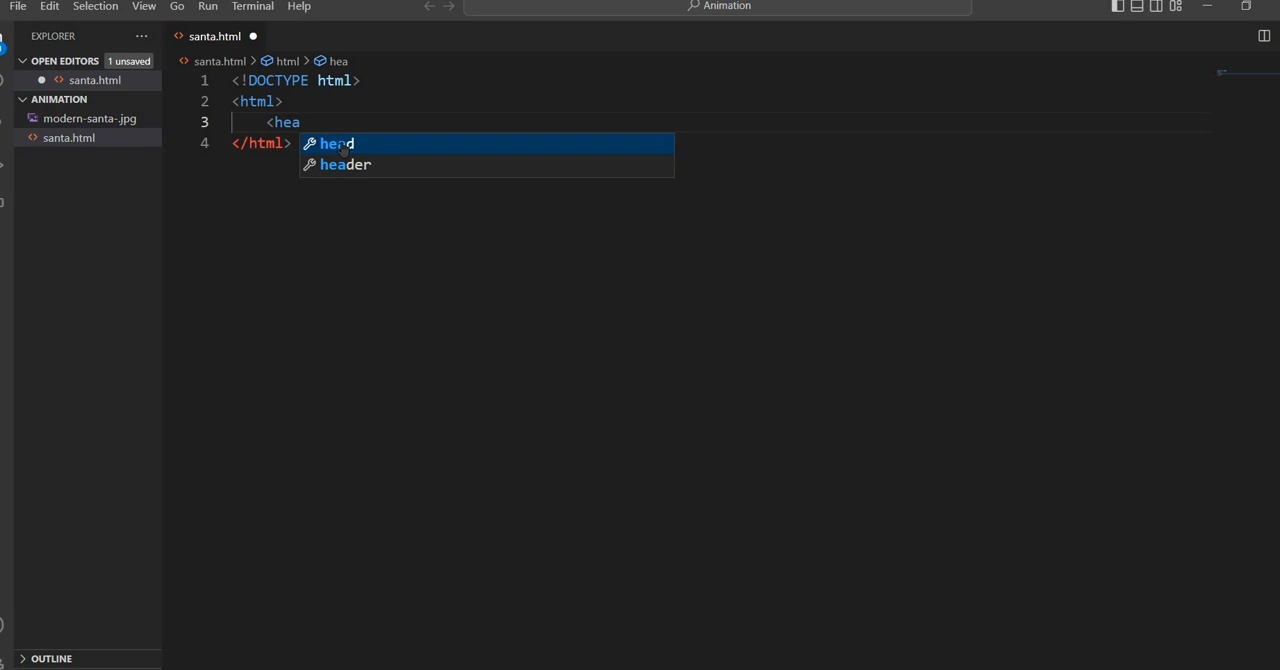 File Edit Selection View Go Run Terminal Help Animation
EXPLORER ... santa.html
OPEN EDITORS 1 unsaved santa.html > html > hea
santa.html
ANIMATION
modern-santa-.jpg
santa.html
1 <!DOCTYPE html>
2 <html>
3 <hea
4 </html>
head
header
OUTLINE